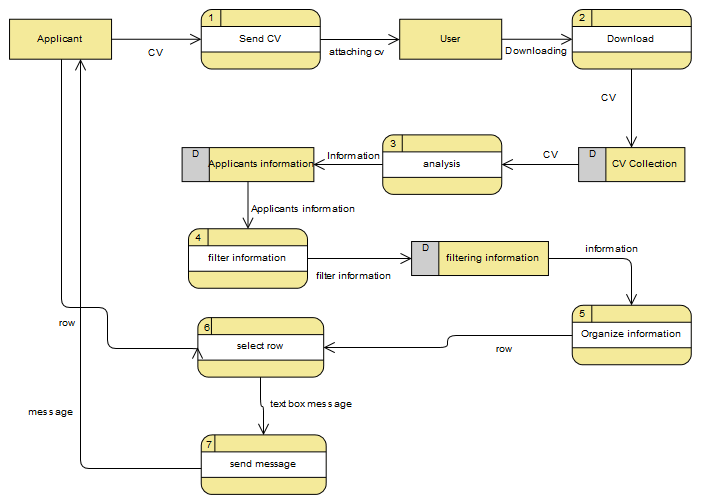 1
Applicant
Send CV
User
2
Download
CV
attaching cv
Downloading
CV
D
Applicants information
Information
3
analysis
CV
D
CV Collection
Applicants information
4
filter information
filter information
D
filtering information
information
5
Organize information
row
6
select row
row
text box message
message
7
send message